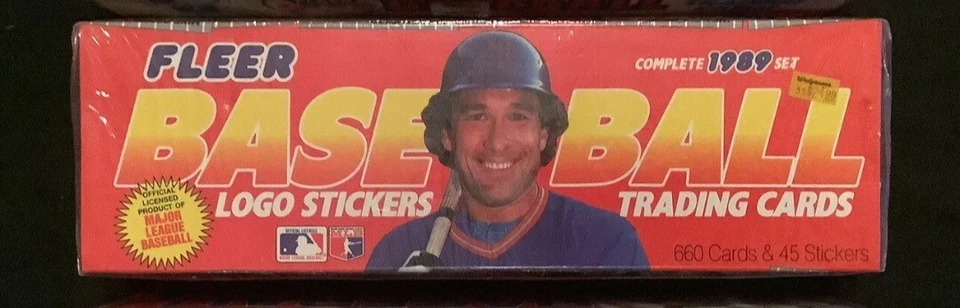 FLEER
COMPLETE 1989 SET
Walgreens
BASEBALL
LOGO STICKERS
TRADING CARDS
OFFICIAL
LICENSED
PRODUCT OF
MAJOR
LEAGUE
BASEBALL
660 Cards & 45 Stickers